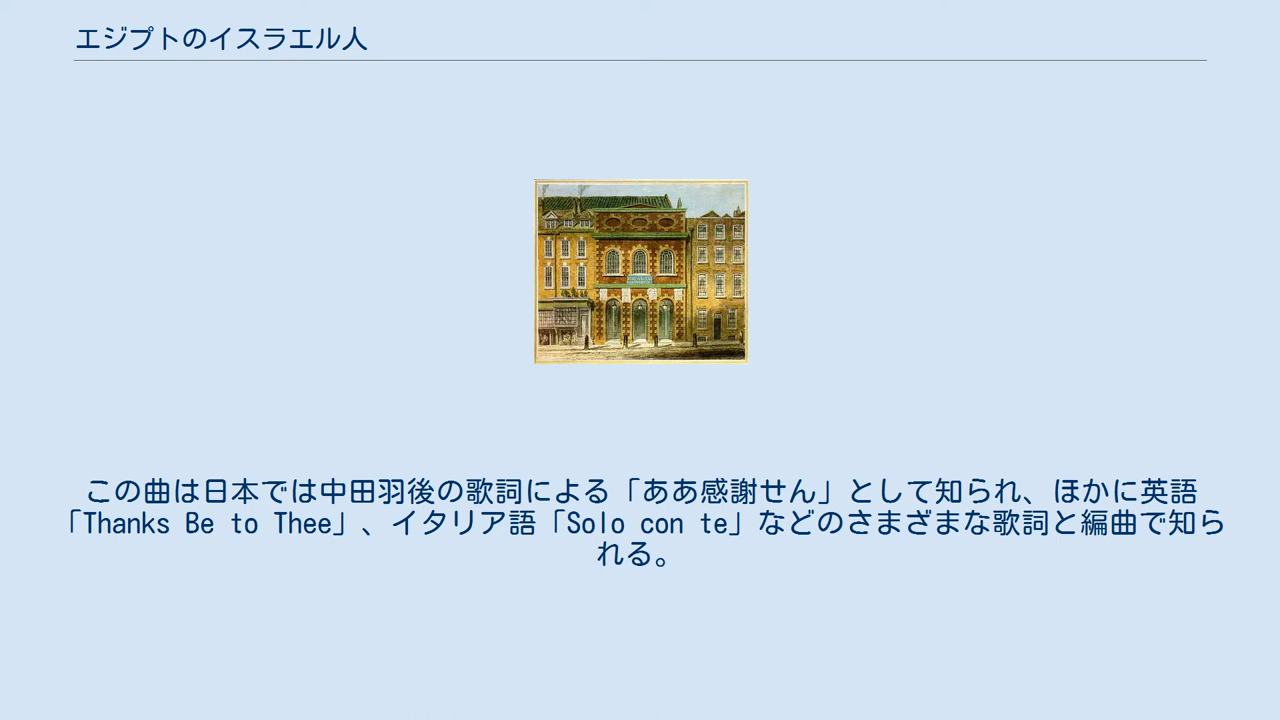 エジプトのイスラエル人
この曲は日本では中田羽後の歌詞による「ああ感謝せん」として知られ、ほかに英語
「Thanks Be to Thee」、イタリア語「Solo con te」などのさまざまな歌詞と編曲で知ら
れる。